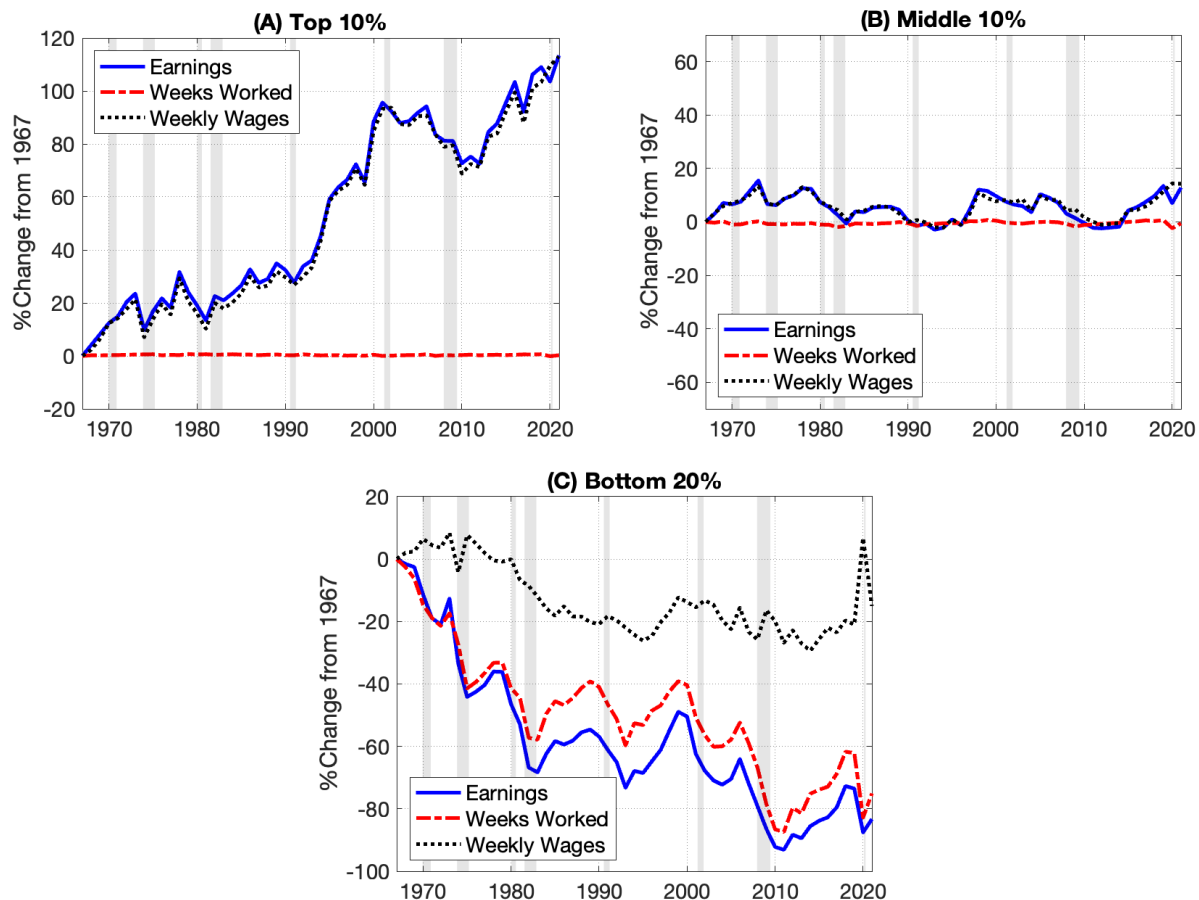 (A) Top 10%
%Change from 1967
120
100
80
60
40
20
0
-20
Earnings
Weeks Worked
Weekly Wages
1970 1980 1990 2000 2010 2020
(B) Middle 10%
%Change from 1967
60
40
20
0
-20
-40
-60
Earnings
Weeks Worked
Weekly Wages
1970 1980 1990 2000 2010 2020
(C) Bottom 20%
%Change from 1967
20
0
-20
-40
-60
-80
-100
Earnings
Weeks Worked
Weekly Wages
1970 1980 1990 2000 2010 2020